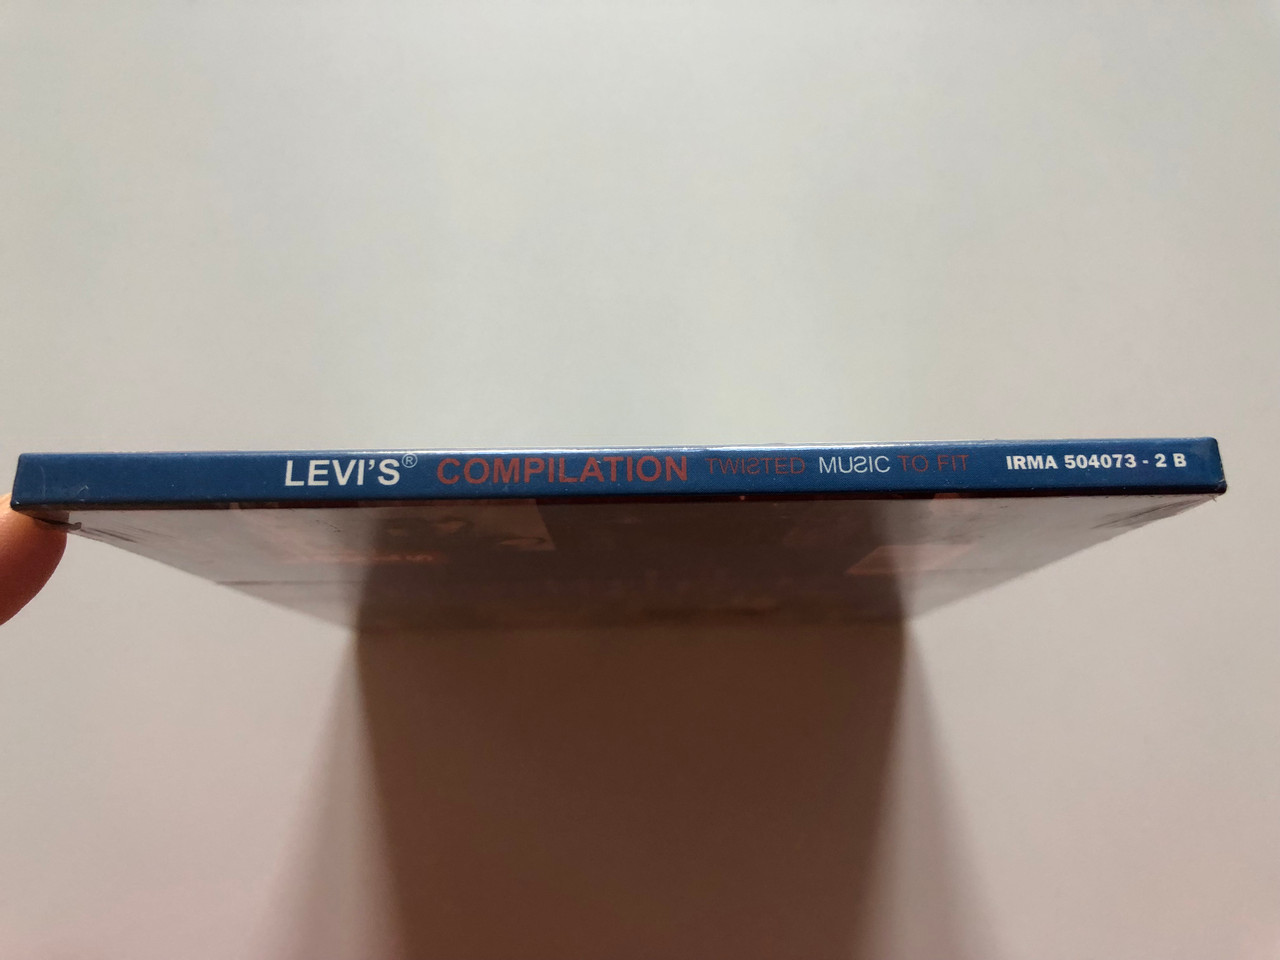 LEVI'S® COMPILATION TWISTED MUSIC TO FIT IRMA 504073 - 2 B